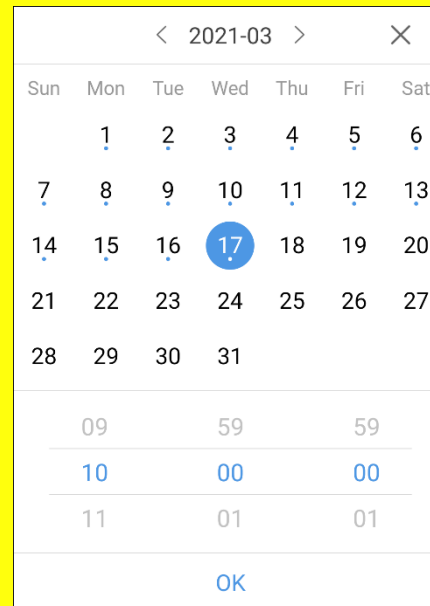 2021-03
Sun Mon Tue Wed Thu Fri Sat
1 2 3 4 5 6
7 8 9 10 11 12 13
14 15 16 17 18 19 20
21 22 23 24 25 26 27
28 29 30 31
09 59 59
10 00 00
11 01 01
OK